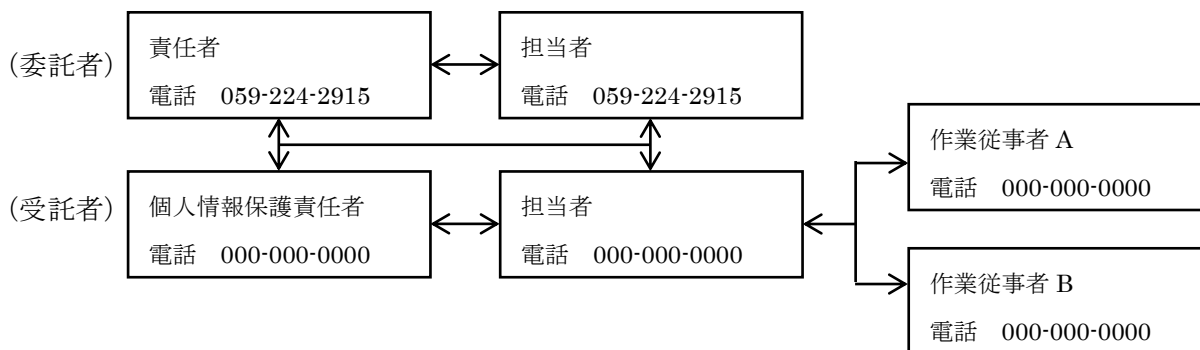 (委託者)
責任者
電話 059-224-2915
担当者
電話 059-224-2915
(受託者)
個人情報保護責任者
電話 000-000-0000
担当者
電話 000-000-0000
作業従事者 A
電話 000-000-0000
作業従事者 B
電話 000-000-0000